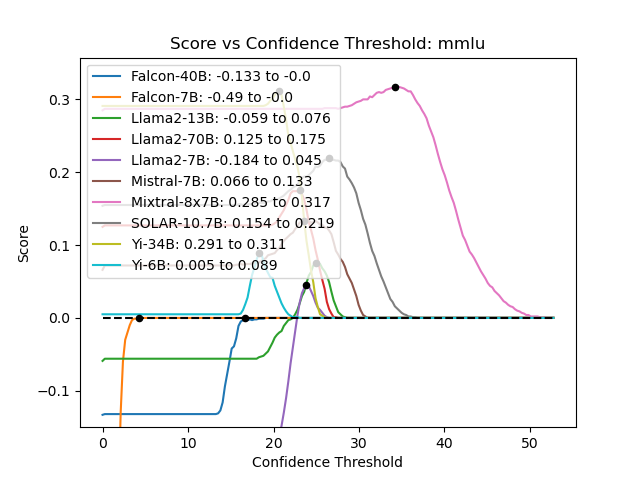 Score vs Confidence Threshold: mmlu
Falcon-40B: -0.133 to -0.0
Falcon-7B: -0.49 to -0.0
Llama2-13B: -0.059 to 0.076
Llama2-70B: 0.125 to 0.175
Llama2-7B: -0.184 to 0.045
Mistral-7B: 0.066 to 0.133
Mixtral-8x7B: 0.285 to 0.317
SOLAR-10.7B: 0.154 to 0.219
Yi-34B: 0.291 to 0.311
Yi-6B: 0.005 to 0.089
Score
0.3
0.2
0.1
0.0
−0.1
0 10 20 30 40 50
Confidence Threshold